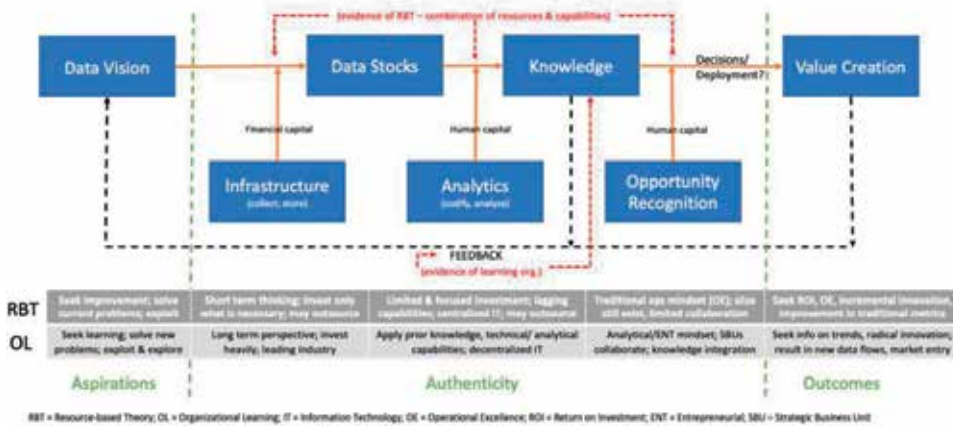 (evidence of RBT – combination of resources & capabilities)
Data Vision
Data Stocks
Knowledge
Decisions/
Deployment?
Value Creation
Financial capital
Human capital
Human capital
Infrastructure
(collect, store)
Analytics
(codify, analyze)
Opportunity
Recognition
FEEDBACK
(evidence of learning org.)
RBT
Seek improvement; solve
current problems; exploit
Short term thinking; invest only
what is necessary; may outsource
Limited & focused investment; lagging
capabilities; centralized IT; may outsource
Traditional ops mindset (OE); silos
still exist, limited collaboration
Seek ROI, OE, incremental innovation,
improvement in traditional metrics
OL
Seek learning; solve new
problems; exploit & explore
Long term perspective; invest
heavily; leading industry
Apply prior knowledge, technical/ analytical
capabilities; decentralized IT
Analytical/ENT mindset; SBUs
collaborate; knowledge integration
Seek info on trends, radical innovation;
result in new data flows, market entry
Aspirations
Authenticity
Outcomes
RBT = Resource-based Theory; OL = Organizational Learning; IT = Information Technology; OE = Operational Excellence; ROI = Return on Investment; ENT = Entrepreneurial; SBU – Strategic Business Unit